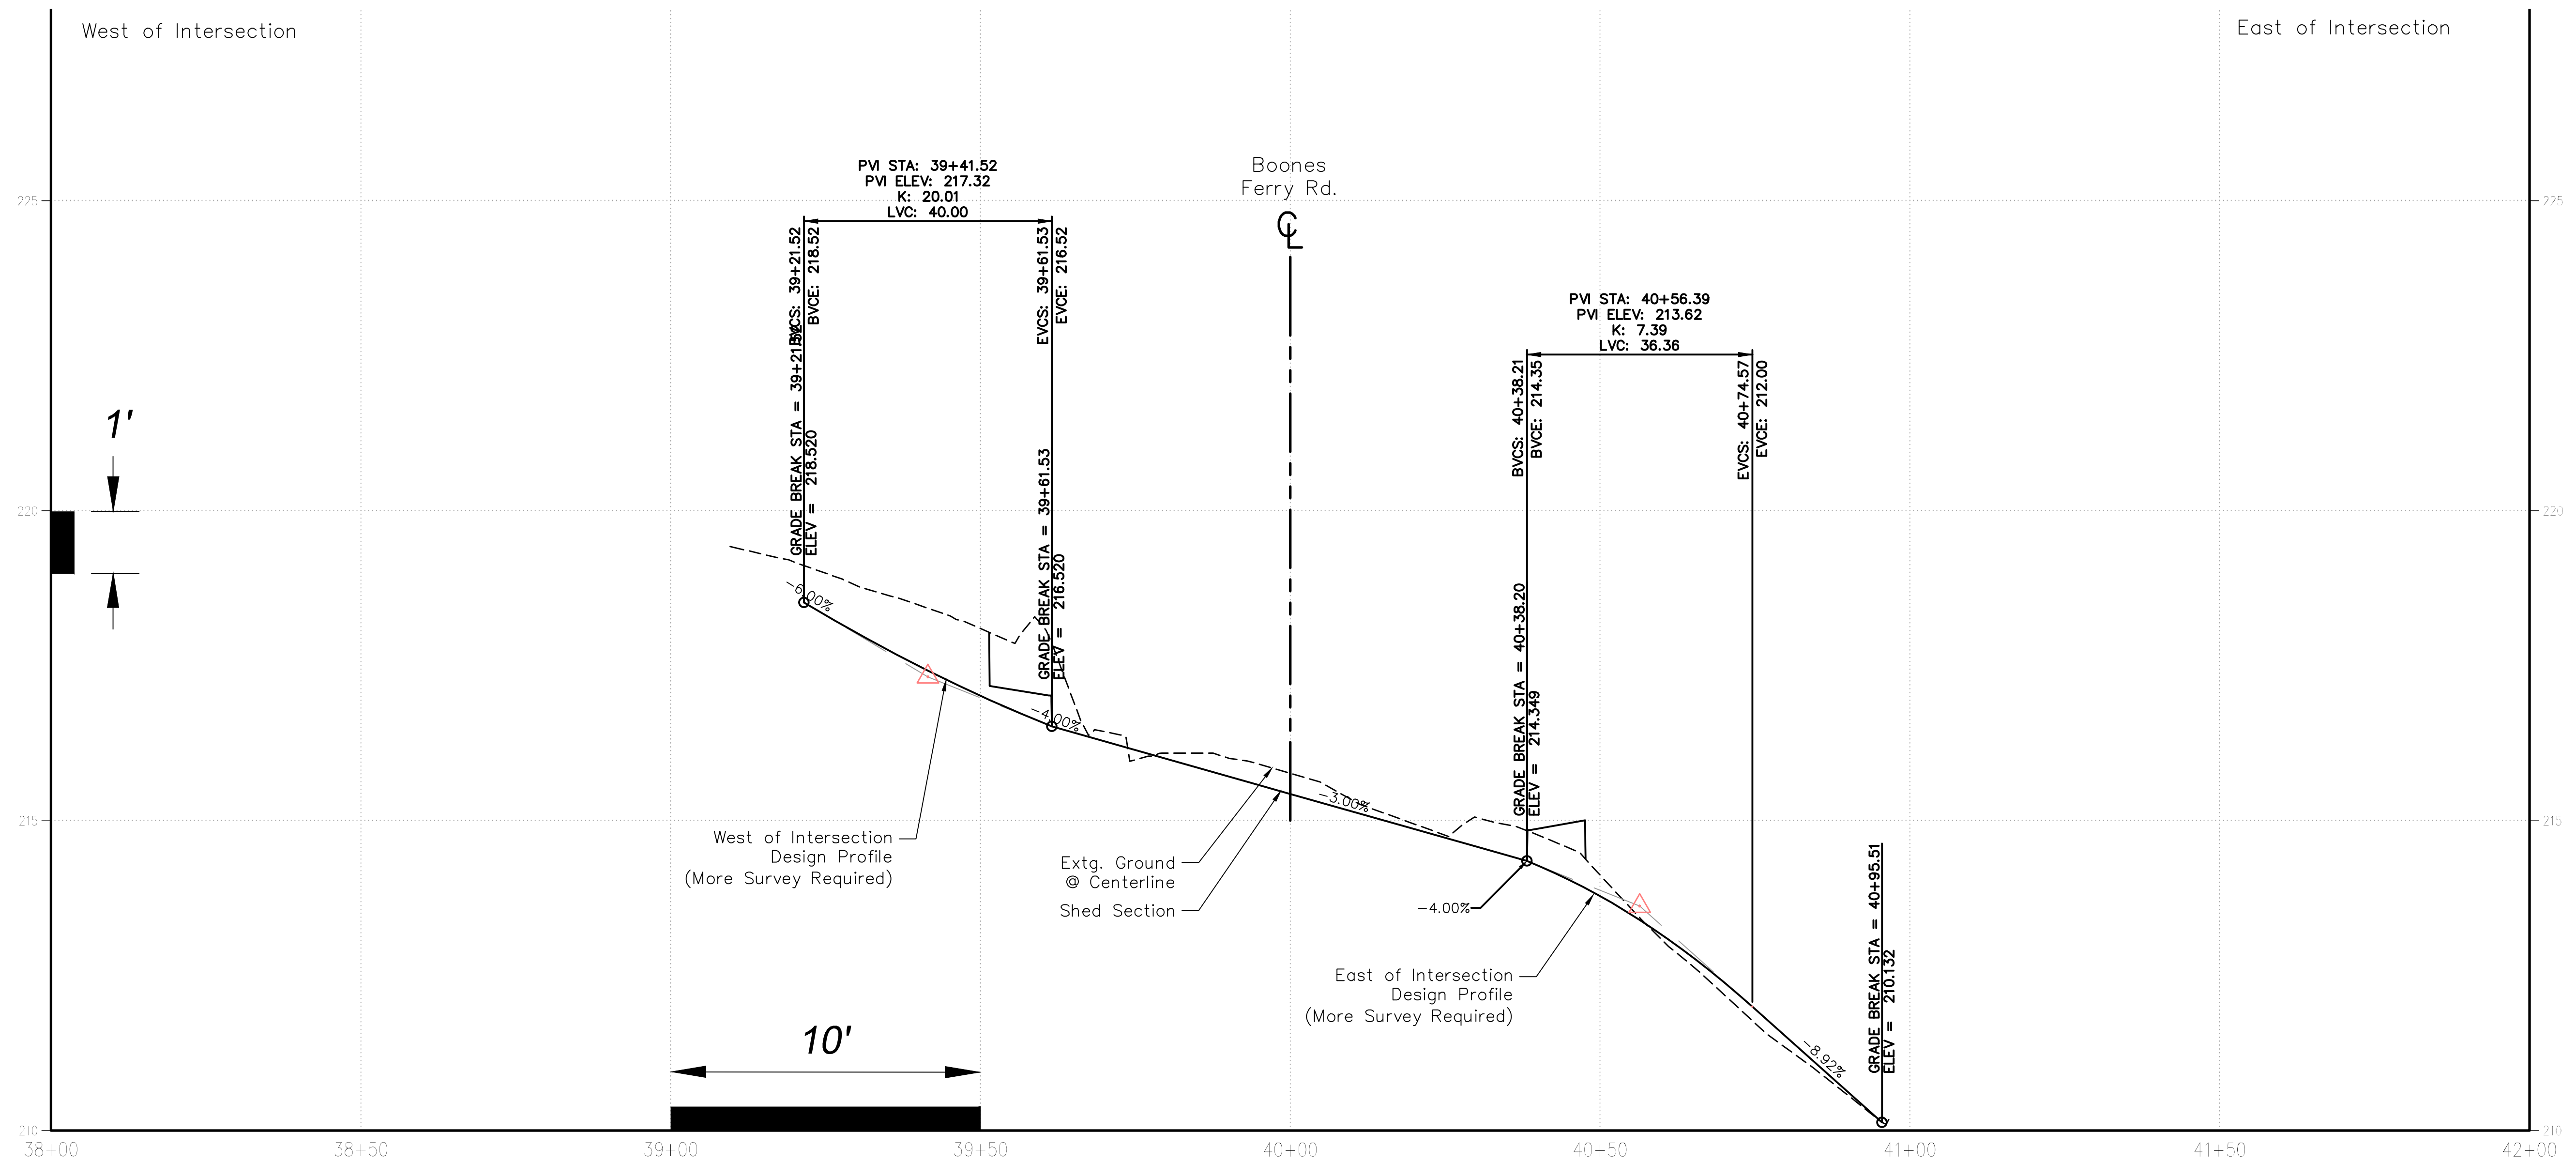 West of Intersection
East of Intersection
PVI STA: 39+41.52
PVI ELEV: 217.32
K: 20.01
LVC: 40.00
BVCS: 39+21.52
BVCE: 218.52
EVCS: 39+61.53
EVCE: 216.52
GRADE BREAK STA = 39+21.52
ELEV = 218.520
GRADE BREAK STA = 39+61.53
ELEV = 216.520
Boones
Ferry Rd.
CL
PVI STA: 40+56.39
PVI ELEV: 213.62
K: 7.39
LVC: 36.36
BVCS: 40+38.21
BVCE: 214.35
EVCS: 40+74.57
EVCE: 212.00
GRADE BREAK STA = 40+38.20
ELEV = 214.349
GRADE BREAK STA = 40+95.51
ELEV = 210.132
225
225
220
220
215
215
210
210
1'
-6.00%
-4.00%
-3.00%
-4.00%
-8.92%
West of Intersection
Design Profile
(More Survey Required)
Extg. Ground
@ Centerline
Shed Section
East of Intersection
Design Profile
(More Survey Required)
10'
38+00
38+50
39+00
39+50
40+00
40+50
41+00
41+50
42+00